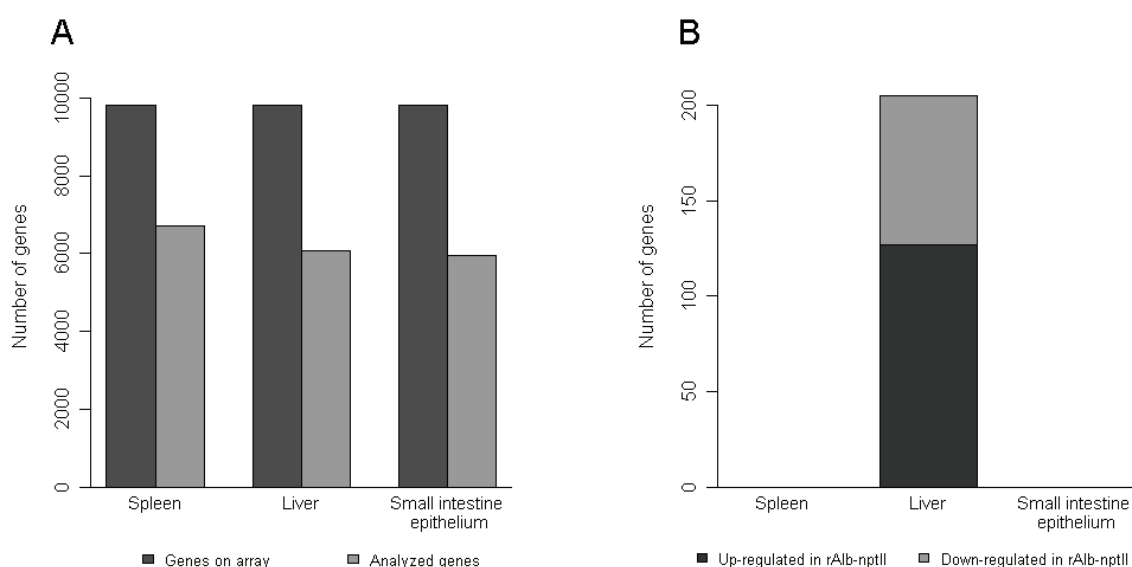 A
Number of genes
10000
8000
6000
4000
2000
0
Spleen
Liver
Small intestine
epithelium
Genes on array
Analyzed genes
B
Number of genes
200
150
100
50
0
Spleen
Liver
Small intestine
epithelium
Up-regulated in rAlb-nptII
Down-regulated in rAlb-nptII